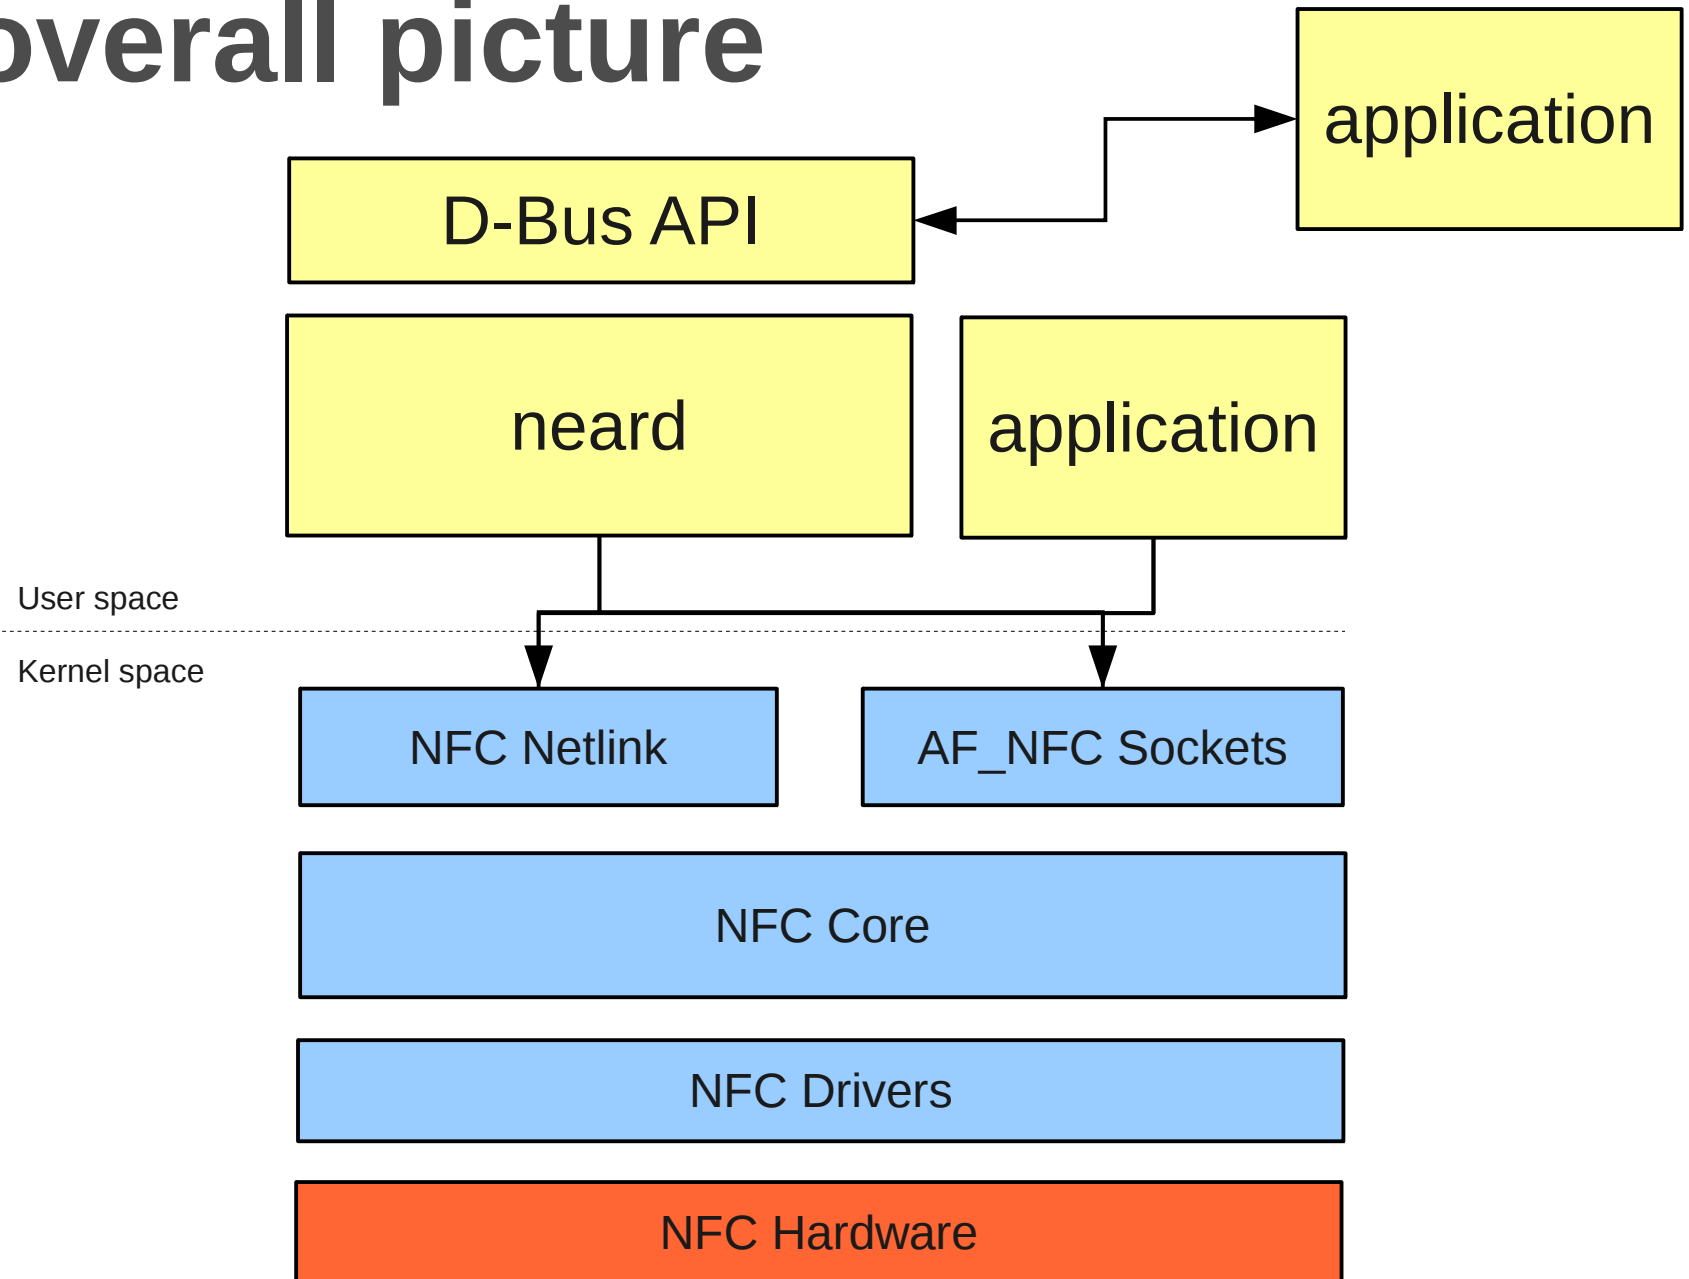 overall picture
application
D-Bus API
neard
application
User space
Kernel space
NFC Netlink
AF_NFC Sockets
NFC Core
NFC Drivers
NFC Hardware